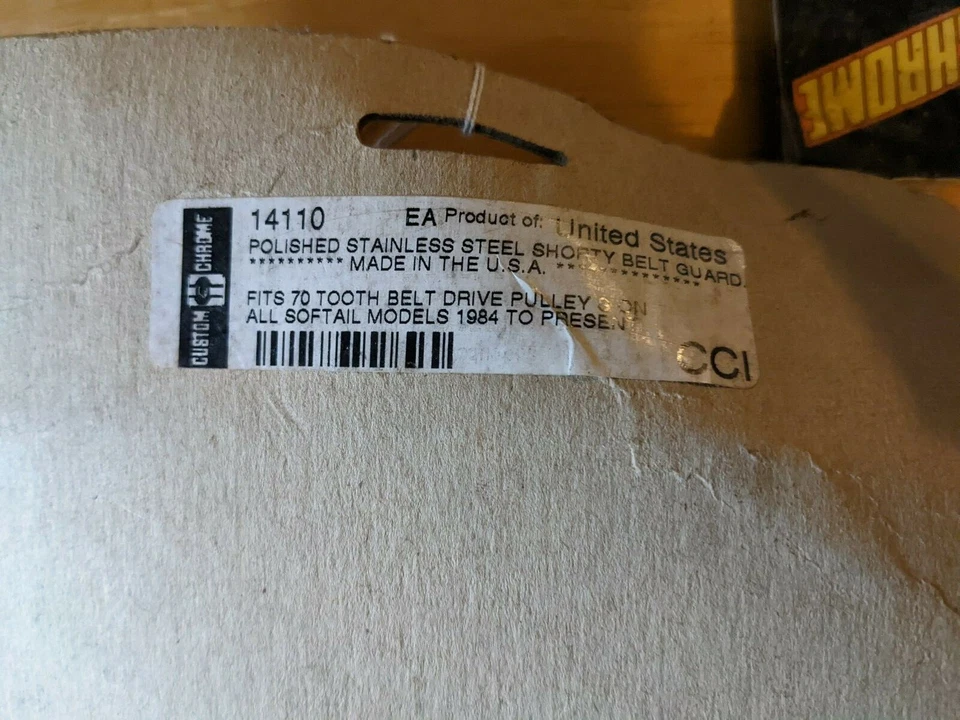 CHROME
14110 EA Product of: United States
POLISHED STAINLESS STEEL SHORTY BELT GUARD.
********** MADE IN THE U.S.A. ***************
FITS 70 TOOTH BELT DRIVE PULLEY S ON
ALL SOFTAIL MODELS 1984 TO PRESENT
CUSTOM CHROME
CCI